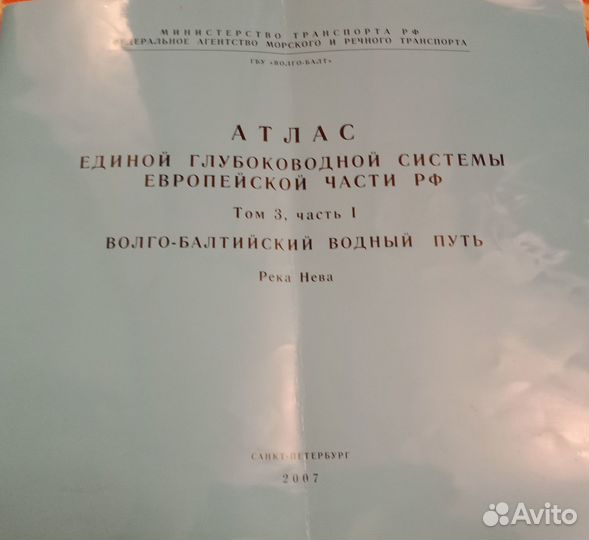 МИНИСТЕРСТВО ТРАНСПОРТА РФ
ФЕДЕРАЛЬНОЕ АГЕНТСТВО МОРСКОГО И РЕЧНОГО ТРАНСПОРТА
ГБУ «ВОЛГО-БАЛТ»
АТЛАС
ЕДИНОЙ ГЛУБОКОВОДНОЙ СИСТЕМЫ
ЕВРОПЕЙСКОЙ ЧАСТИ РФ
Том 3, часть I
ВОЛГО-БАЛТИЙСКИЙ ВОДНЫЙ ПУТЬ
Река Нева
САНКТ-ПЕТЕРБУРГ
2007
Avito